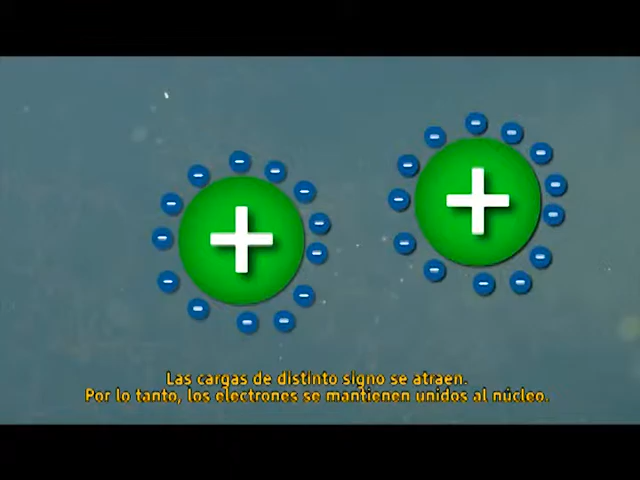 Las cargas de distinto signo se atraen.
Por lo tanto, los electrones se mantienen unidos al núcleo.